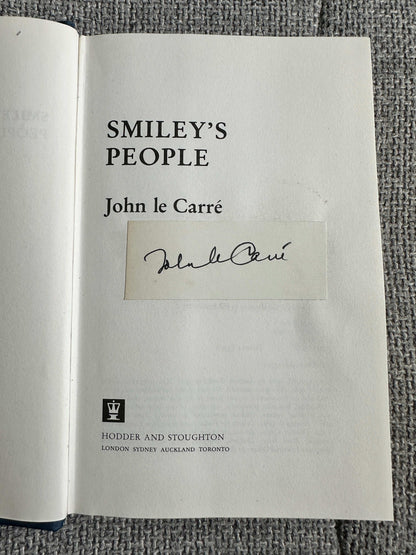 SMILEY'S
PEOPLE
John le Carré
John le Carré
HODDER AND STOUGHTON
LONDON SYDNEY AUCKLAND TORONTO